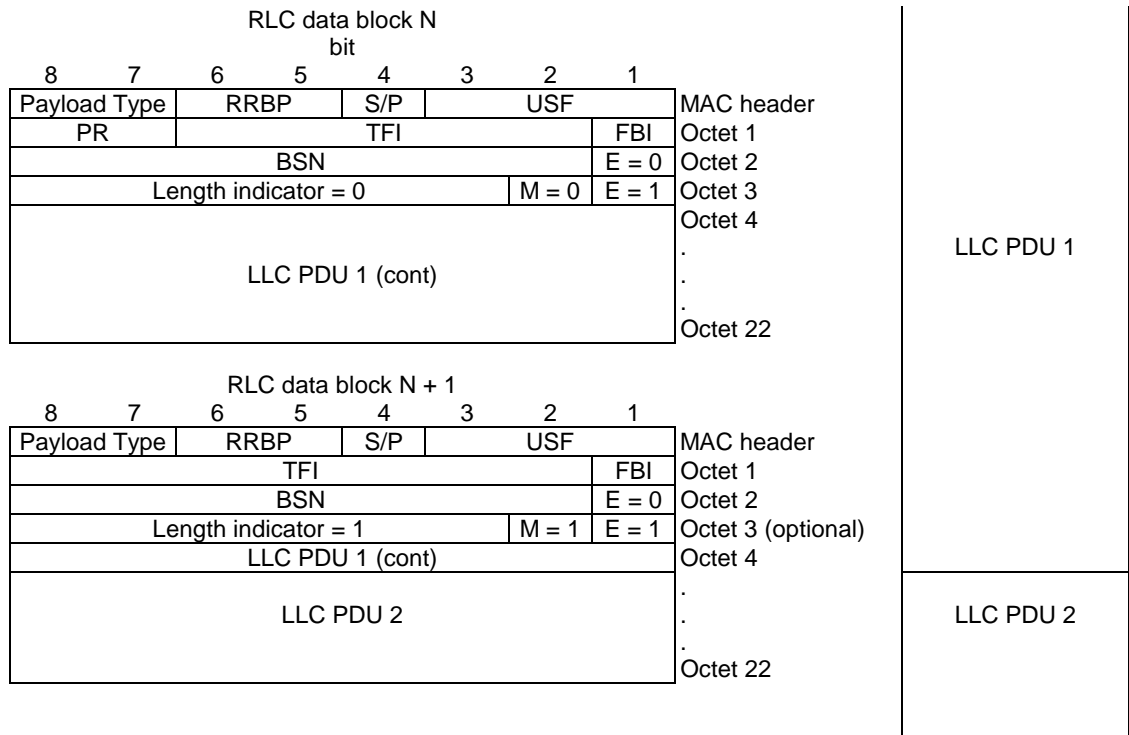 RLC data block N
bit
8 7 6 5 4 3 2 1
Payload Type RRBP S/P USF MAC header
PR TFI FBI Octet 1
BSN E = 0 Octet 2
Length indicator = 0 M = 0 E = 1 Octet 3
Octet 4
.
LLC PDU 1 (cont)
.
.
Octet 22
LLC PDU 1
RLC data block N + 1
8 7 6 5 4 3 2 1
Payload Type RRBP S/P USF MAC header
TFI FBI Octet 1
BSN E = 0 Octet 2
Length indicator = 1 M = 1 E = 1 Octet 3 (optional)
LLC PDU 1 (cont) Octet 4
.
LLC PDU 2 .
.
Octet 22
LLC PDU 2